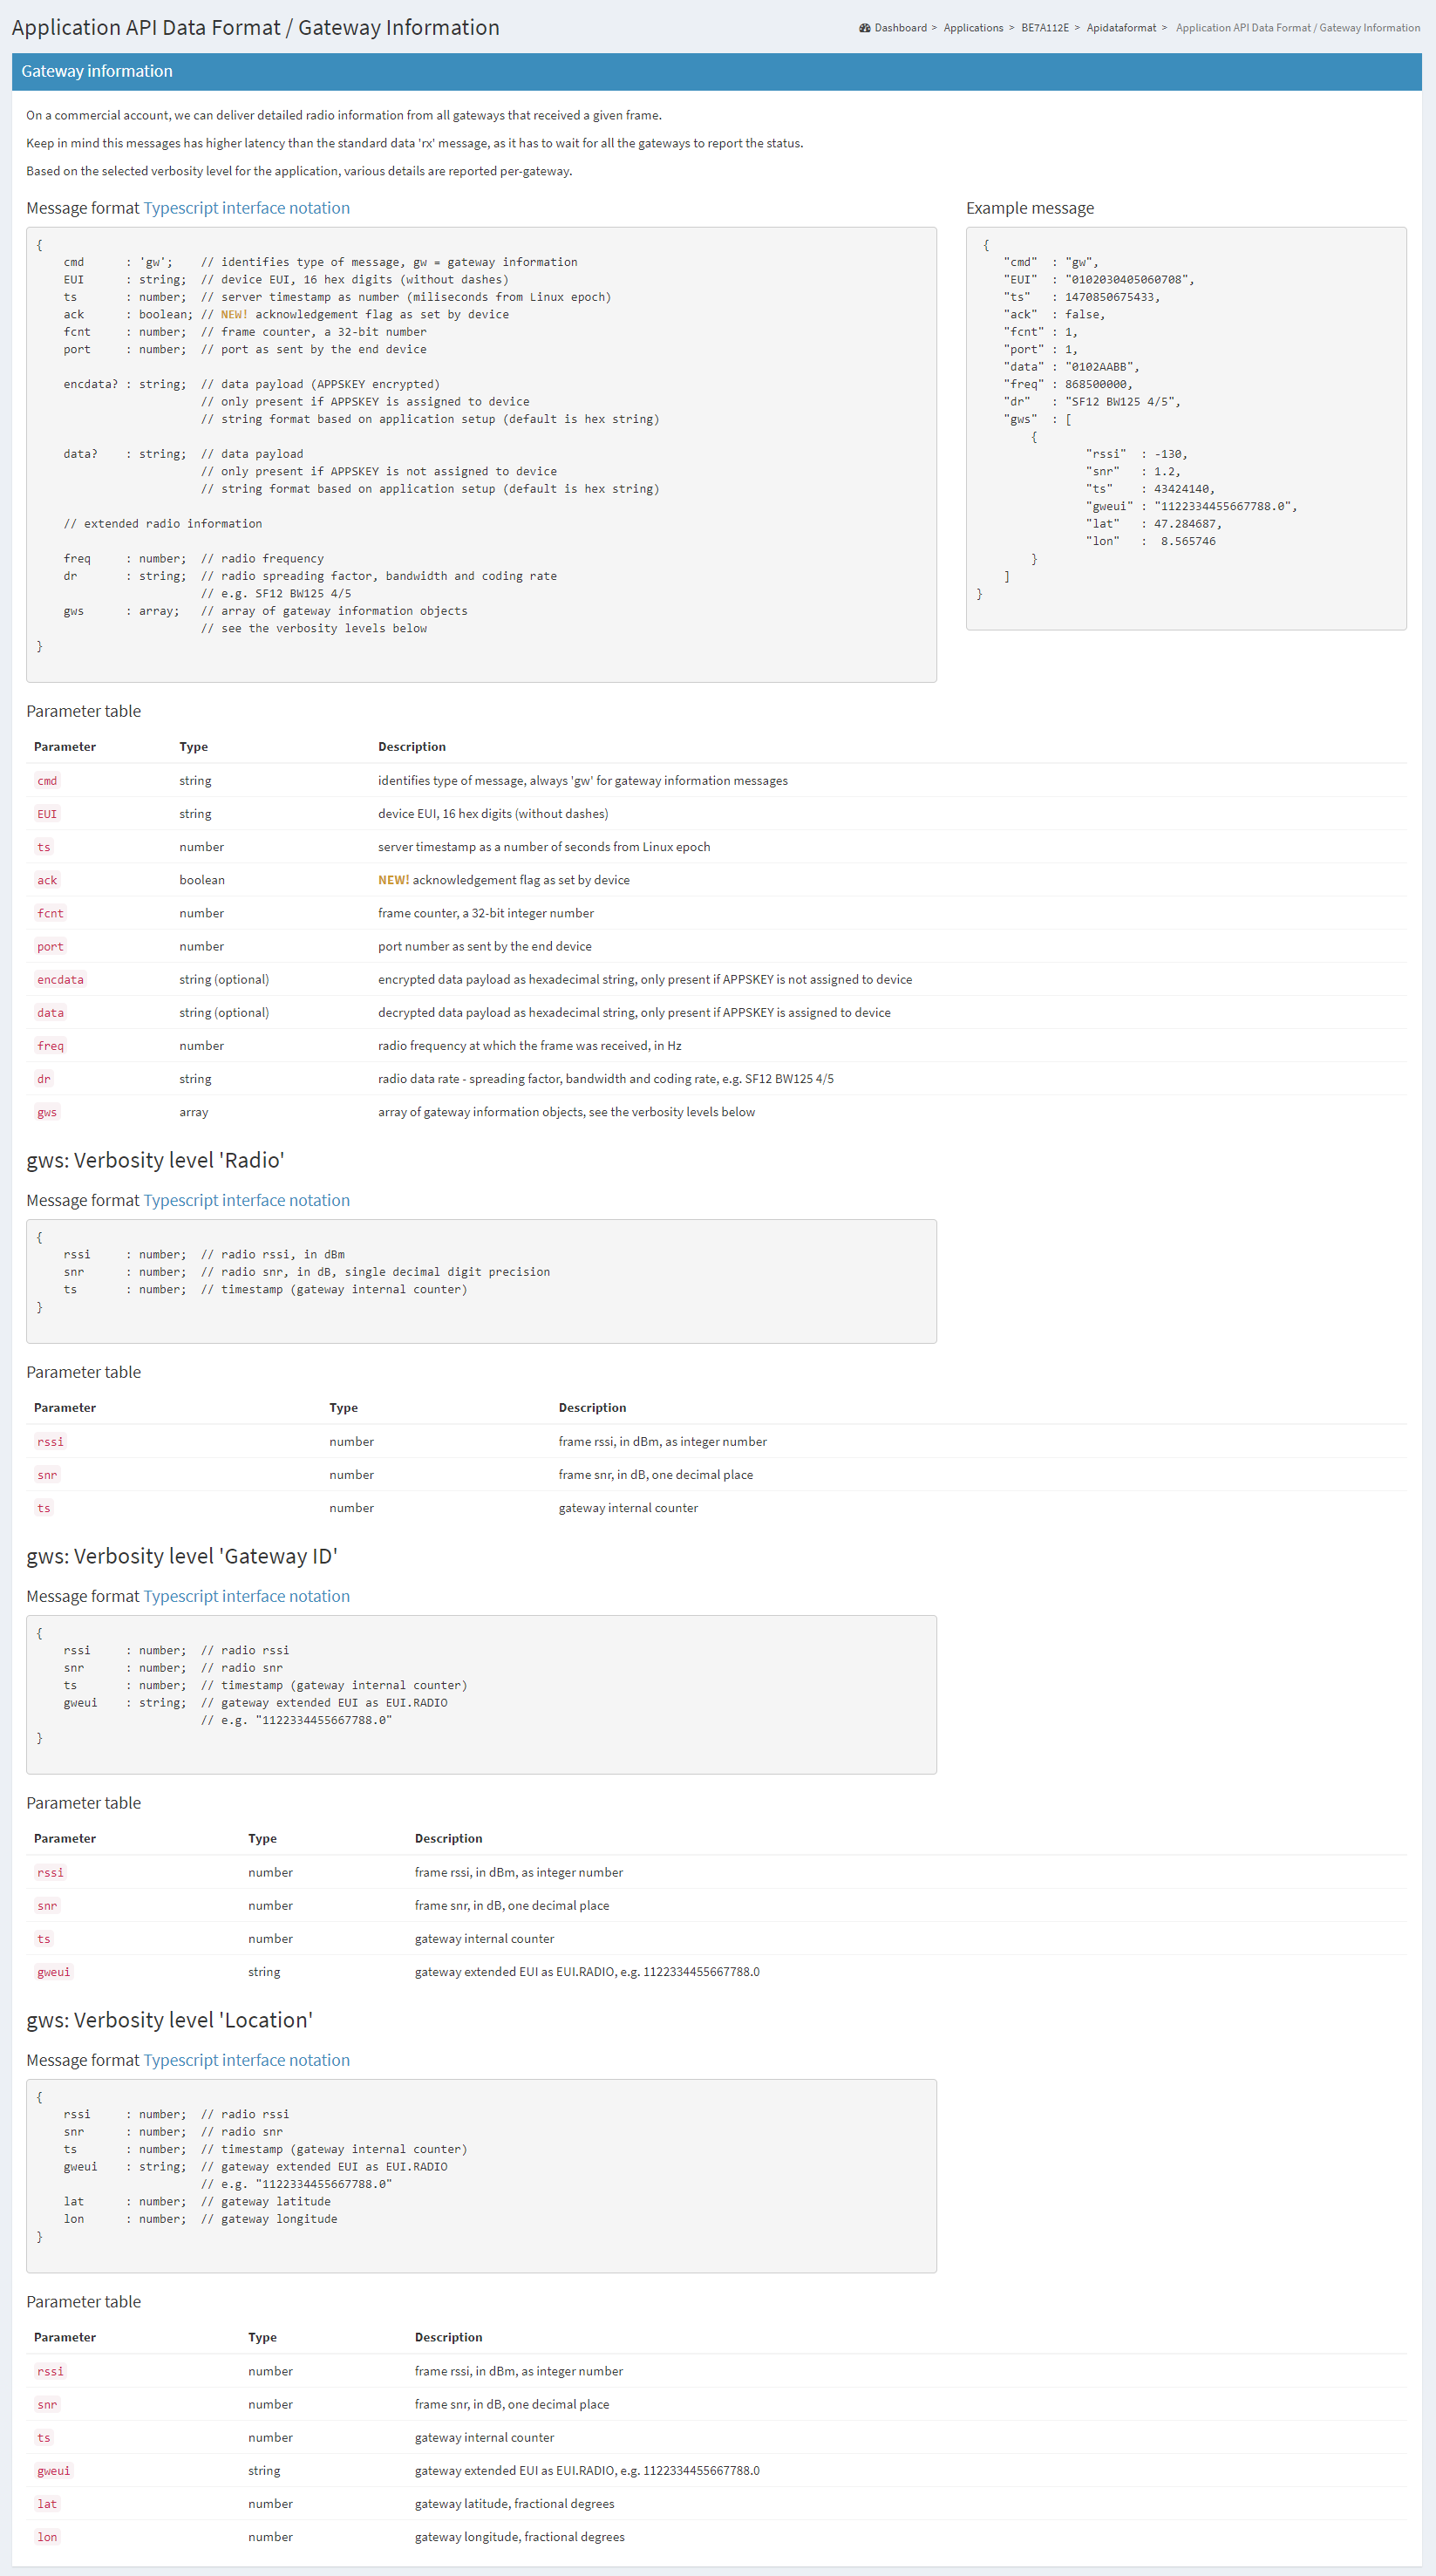 Application API Data Format / Gateway Information
Dashboard > Applications > BE7A112E > Apidataformat > Application API Data Format / Gateway Information
Gateway information
On a commercial account, we can deliver detailed radio information from all gateways that received a given frame.
Keep in mind this messages has higher latency than the standard data 'rx' message, as it has to wait for all the gateways to report the status.
Based on the selected verbosity level for the application, various details are reported per-gateway.
Message format Typescript interface notation
{
cmd : 'gw'; // identifies type of message, gw = gateway information
EUI : string; // device EUI, 16 hex digits (without dashes)
ts : number; // server timestamp as number (miliseconds from Linux epoch)
ack : boolean; // NEW! acknowledgement flag as set by device
fcnt : number; // frame counter, a 32-bit number
port : number; // port as sent by the end device
encdata? : string; // data payload (APPSKEY encrypted)
// only present if APPSKEY is assigned to device
// string format based on application setup (default is hex string)
data? : string; // data payload
// only present if APPSKEY is not assigned to device
// string format based on application setup (default is hex string)
// extended radio information
freq : number; // radio frequency
dr : string; // radio spreading factor, bandwidth and coding rate
// e.g. SF12 BW125 4/5
gws : array; // array of gateway information objects
// see the verbosity levels below
}
Example message
{
"cmd" : "gw",
"EUI" : "0102030405060708",
"ts" : 1470850675433,
"ack" : false,
"fcnt" : 1,
"port" : 1,
"data" : "0102AABB",
"freq" : 868500000,
"dr" : "SF12 BW125 4/5",
"gws" : [
{
"rssi" : -130,
"snr" : 1.2,
"ts" : 43424140,
"gweui" : "1122334455667788.0",
"lat" : 47.284687,
"lon" : 8.565746
}
]
}
Parameter table
Parameter Type Description
cmd string identifies type of message, always 'gw' for gateway information messages
EUI string device EUI, 16 hex digits (without dashes)
ts number server timestamp as a number of seconds from Linux epoch
ack boolean NEW! acknowledgement flag as set by device
fcnt number frame counter, a 32-bit integer number
port number port number as sent by the end device
encdata string (optional) encrypted data payload as hexadecimal string, only present if APPSKEY is not assigned to device
data string (optional) decrypted data payload as hexadecimal string, only present if APPSKEY is assigned to device
freq number radio frequency at which the frame was received, in Hz
dr string radio data rate - spreading factor, bandwidth and coding rate, e.g. SF12 BW125 4/5
gws array array of gateway information objects, see the verbosity levels below
gws: Verbosity level 'Radio'
Message format Typescript interface notation
{
rssi : number; // radio rssi, in dBm
snr : number; // radio snr, in dB, single decimal digit precision
ts : number; // timestamp (gateway internal counter)
}
Parameter table
Parameter Type Description
rssi number frame rssi, in dBm, as integer number
snr number frame snr, in dB, one decimal place
ts number gateway internal counter
gws: Verbosity level 'Gateway ID'
Message format Typescript interface notation
{
rssi : number; // radio rssi
snr : number; // radio snr
ts : number; // timestamp (gateway internal counter)
gweui : string; // gateway extended EUI as EUI.RADIO
// e.g. "1122334455667788.0"
}
Parameter table
Parameter Type Description
rssi number frame rssi, in dBm, as integer number
snr number frame snr, in dB, one decimal place
ts number gateway internal counter
gweui string gateway extended EUI as EUI.RADIO, e.g. 1122334455667788.0
gws: Verbosity level 'Location'
Message format Typescript interface notation
{
rssi : number; // radio rssi
snr : number; // radio snr
ts : number; // timestamp (gateway internal counter)
gweui : string; // gateway extended EUI as EUI.RADIO
// e.g. "1122334455667788.0"
lat : number; // gateway latitude
lon : number; // gateway longitude
}
Parameter table
Parameter Type Description
rssi number frame rssi, in dBm, as integer number
snr number frame snr, in dB, one decimal place
ts number gateway internal counter
gweui string gateway extended EUI as EUI.RADIO, e.g. 1122334455667788.0
lat number gateway latitude, fractional degrees
lon number gateway longitude, fractional degrees